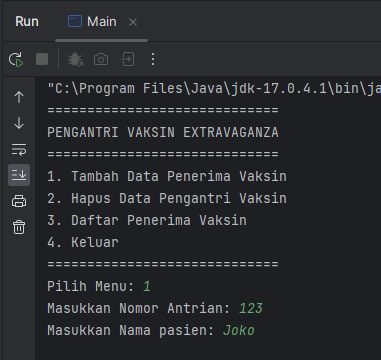 Run
Main
"C:\Program Files\Java\jdk-17.0.4.1\bin\ja
=============================
PENGANTRI VAKSIN EXTRAVAGANZA
=============================
1. Tambah Data Penerima Vaksin
2. Hapus Data Pengantri Vaksin
3. Daftar Penerima Vaksin
4. Keluar
=============================
Pilih Menu: 1
Masukkan Nomor Antrian: 123
Masukkan Nama pasien: Joko